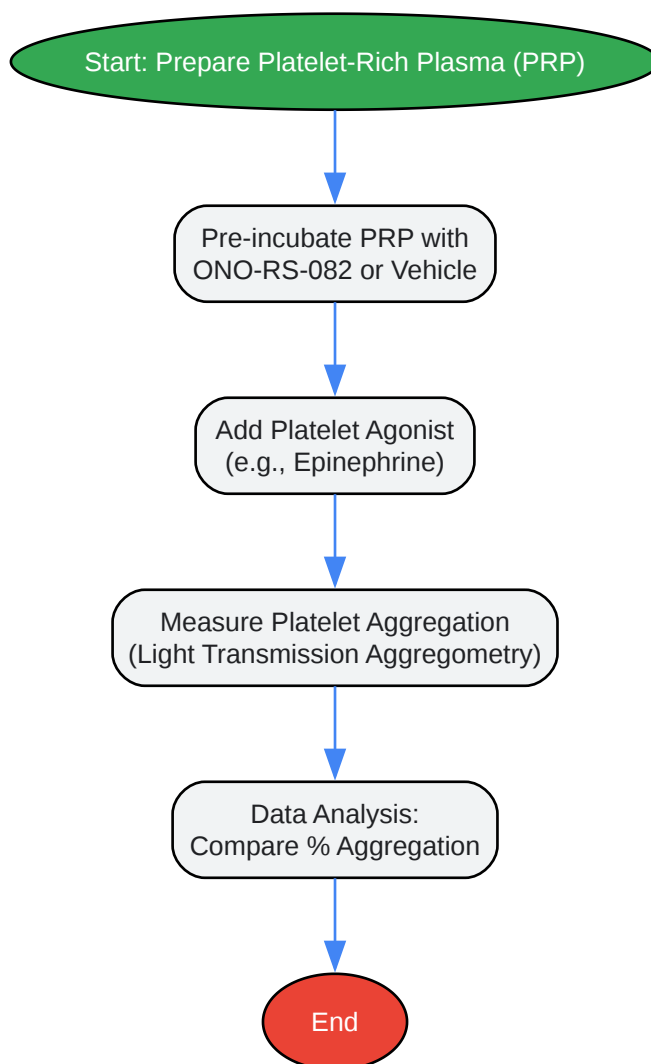 Start: Prepare Platelet-Rich Plasma (PRP)
Pre-incubate PRP with
ONO-RS-082 or Vehicle
Add Platelet Agonist
(e.g., Epinephrine)
Measure Platelet Aggregation
(Light Transmission Aggregometry)
Data Analysis:
Compare % Aggregation
End